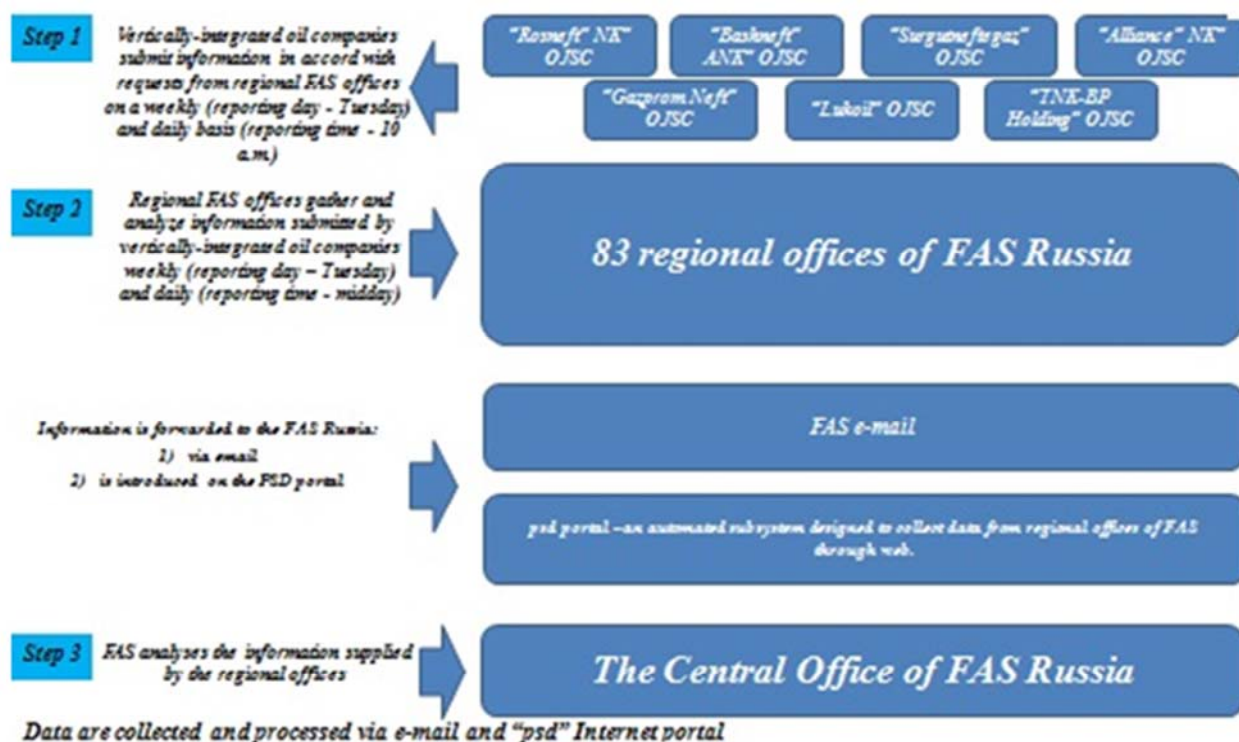 Step 1
Vertically-integrated oil companies
submit information in accord with
requests from regional FAS offices
on a weekly (reporting day - Tuesday)
and daily basis (reporting time - 10
a.m.)
"Rosneft" NK"
OJSC
"Bashneft"
ANK" OJSC
"Surgutneftegaz"
OJSC
"Alliance" NK"
OJSC
"Gazprom Neft"
OJSC
"Lukoil" OJSC
"TNK-BP
Holding" OJSC
Step 2
Regional FAS offices gather and
analyze information submitted by
vertically-integrated oil companies
weekly (reporting day – Tuesday)
and daily (reporting time - midday)
83 regional offices of FAS Russia
Information is forwarded to the FAS Russia:
1) via email
2) is introduced on the PSD portal
FAS e-mail
psd portal –an automated subsystem designed to collect data from regional offices of FAS
through web.
Step 3
FAS analyses the information supplied
by the regional offices
The Central Office of FAS Russia
Data are collected and processed via e-mail and "psd" Internet portal